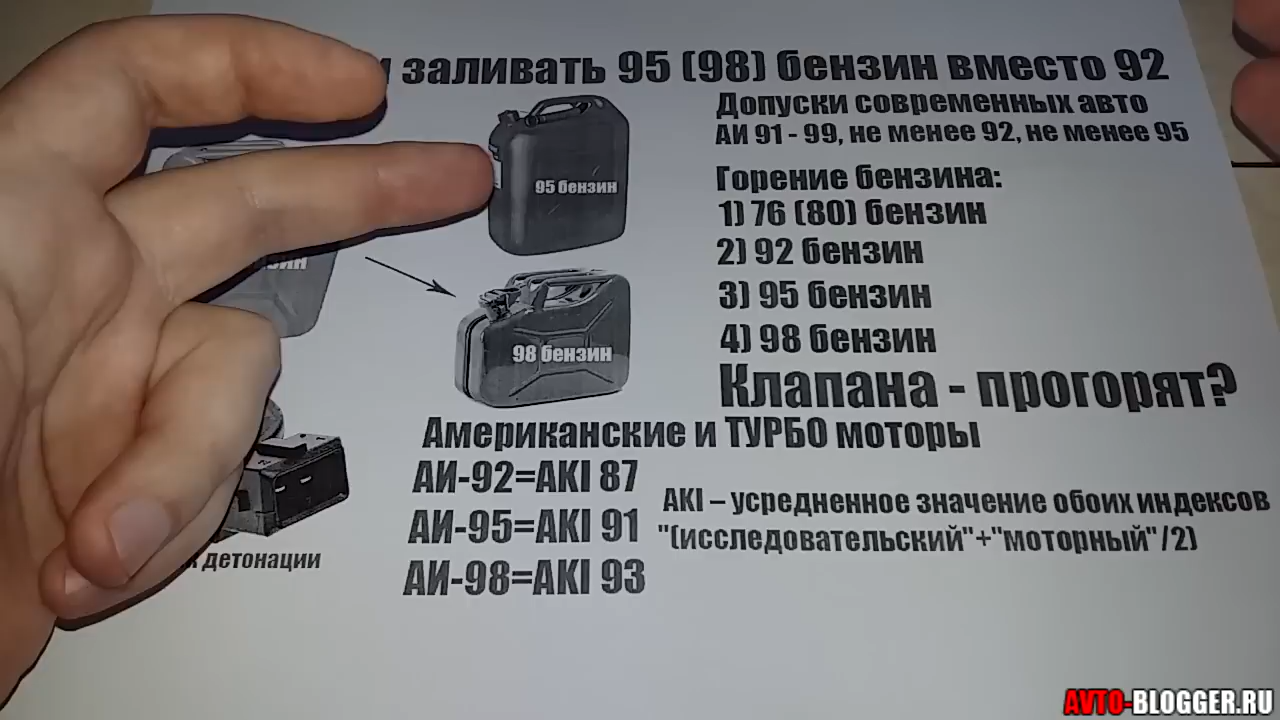 заливать 95 (98) бензин вместо 92
Допуски современных авто
АИ 91 - 99, не менее 92, не менее 95
95 бензин
Горение бензина:
1) 76 (80) бензин
2) 92 бензин
3) 95 бензин
4) 98 бензин
98 бензин
Клапана - прогорят?
Американские и ТУРБО моторы
АИ-92=AKI 87
АИ-95=AKI 91
АИ-98=AKI 93
AKI – усредненное значение обоих индексов
"(исследовательский"+"моторный"/2)
детонации
AVTO-BLOGGER.RU